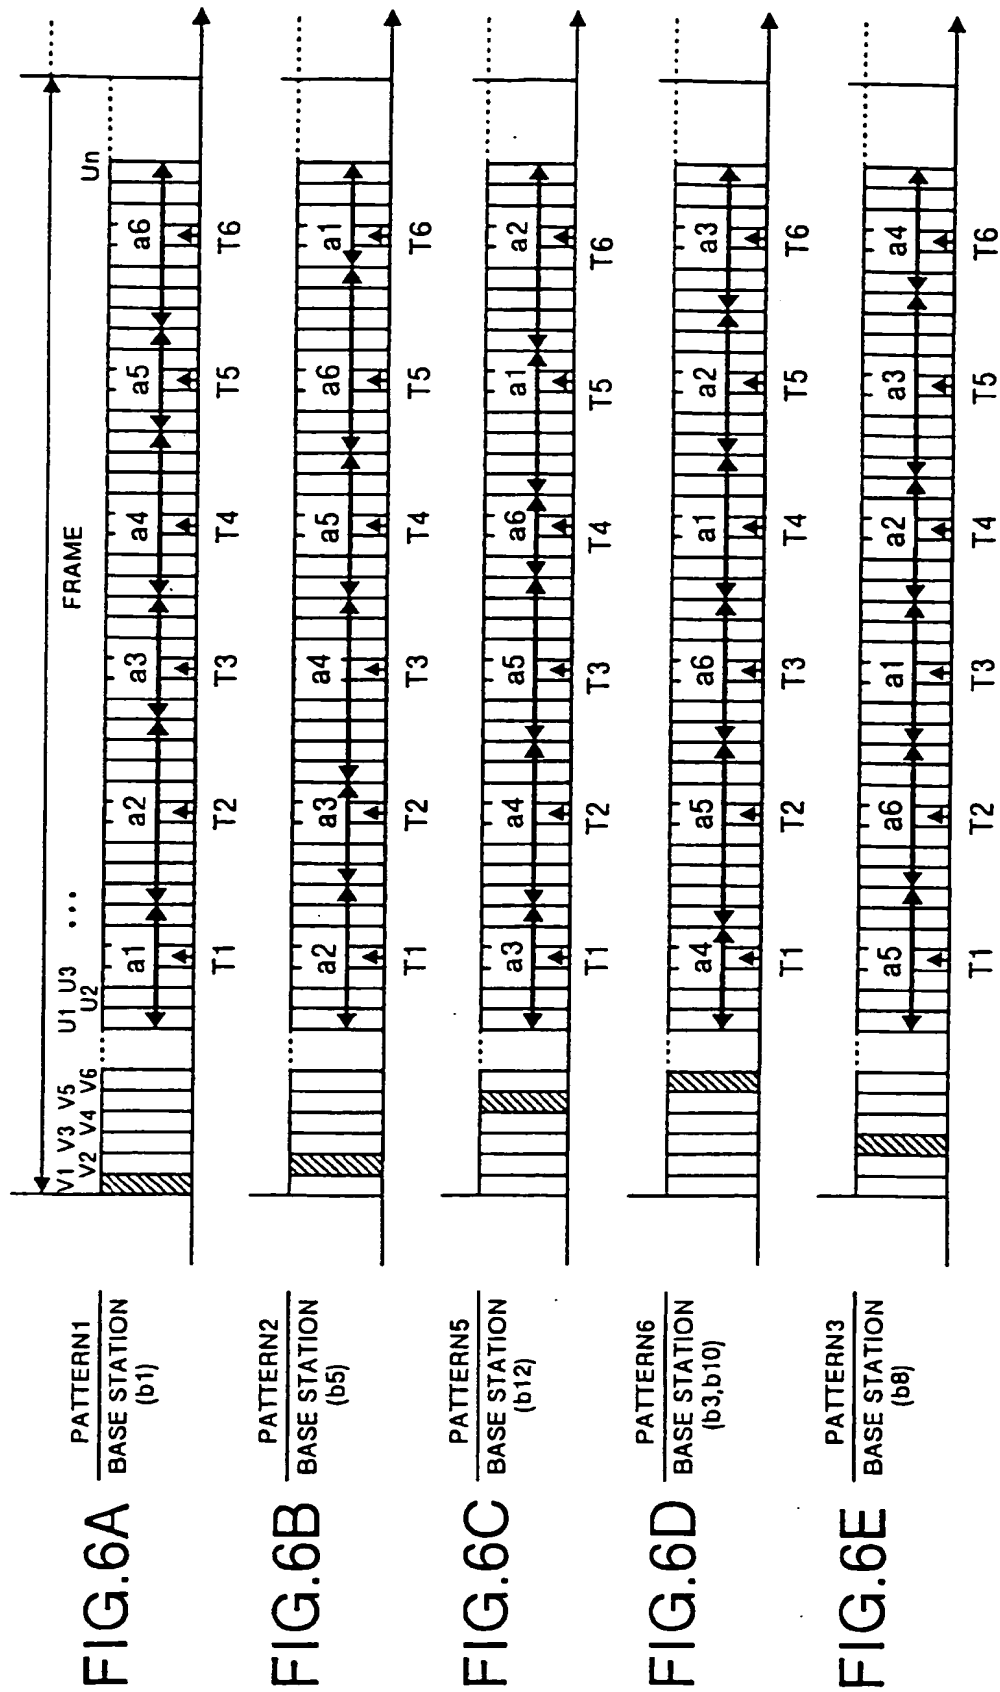 FRAME
V1 V3 V5
V2 V4 V6
U1 U3 ... Un
U2
FIG.6A
PATTERN1
BASE STATION
(b1)
a1 a2 a3 a4 a5 a6
T1 T2 T3 T4 T5 T6
FIG.6B
PATTERN2
BASE STATION
(b5)
a2 a3 a4 a5 a6 a1
T1 T2 T3 T4 T5 T6
FIG.6C
PATTERN5
BASE STATION
(b12)
a3 a4 a5 a6 a1 a2
T1 T2 T3 T4 T5 T6
FIG.6D
PATTERN6
BASE STATION
(b3,b10)
a4 a5 a6 a1 a2 a3
T1 T2 T3 T4 T5 T6
FIG.6E
PATTERN3
BASE STATION
(b8)
a5 a6 a1 a2 a3 a4
T1 T2 T3 T4 T5 T6